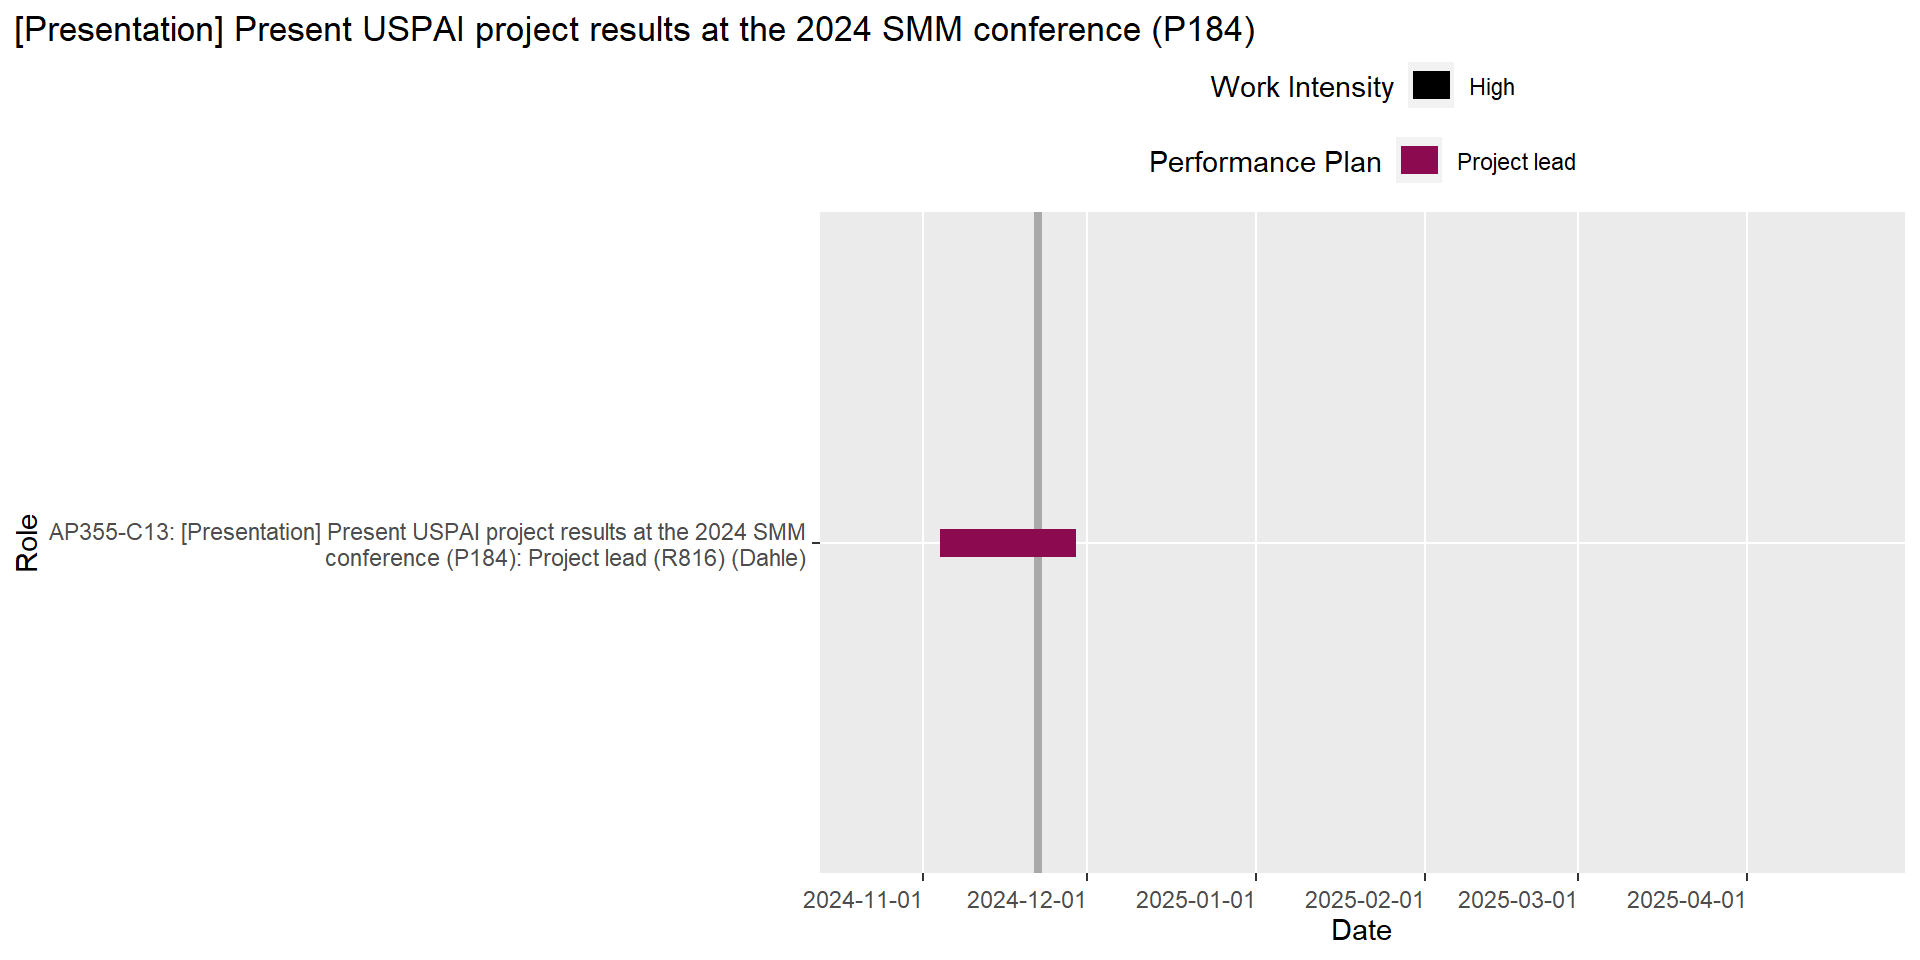 [Presentation] Present USPAI project results at the 2024 SMM conference (P184)
Work Intensity High
Performance Plan Project lead
Role
AP355-C13: [Presentation] Present USPAI project results at the 2024 SMM
conference (P184): Project lead (R816) (Dahle)
2024-11-01 2024-12-01 2025-01-01 2025-02-01 2025-03-01 2025-04-01
Date